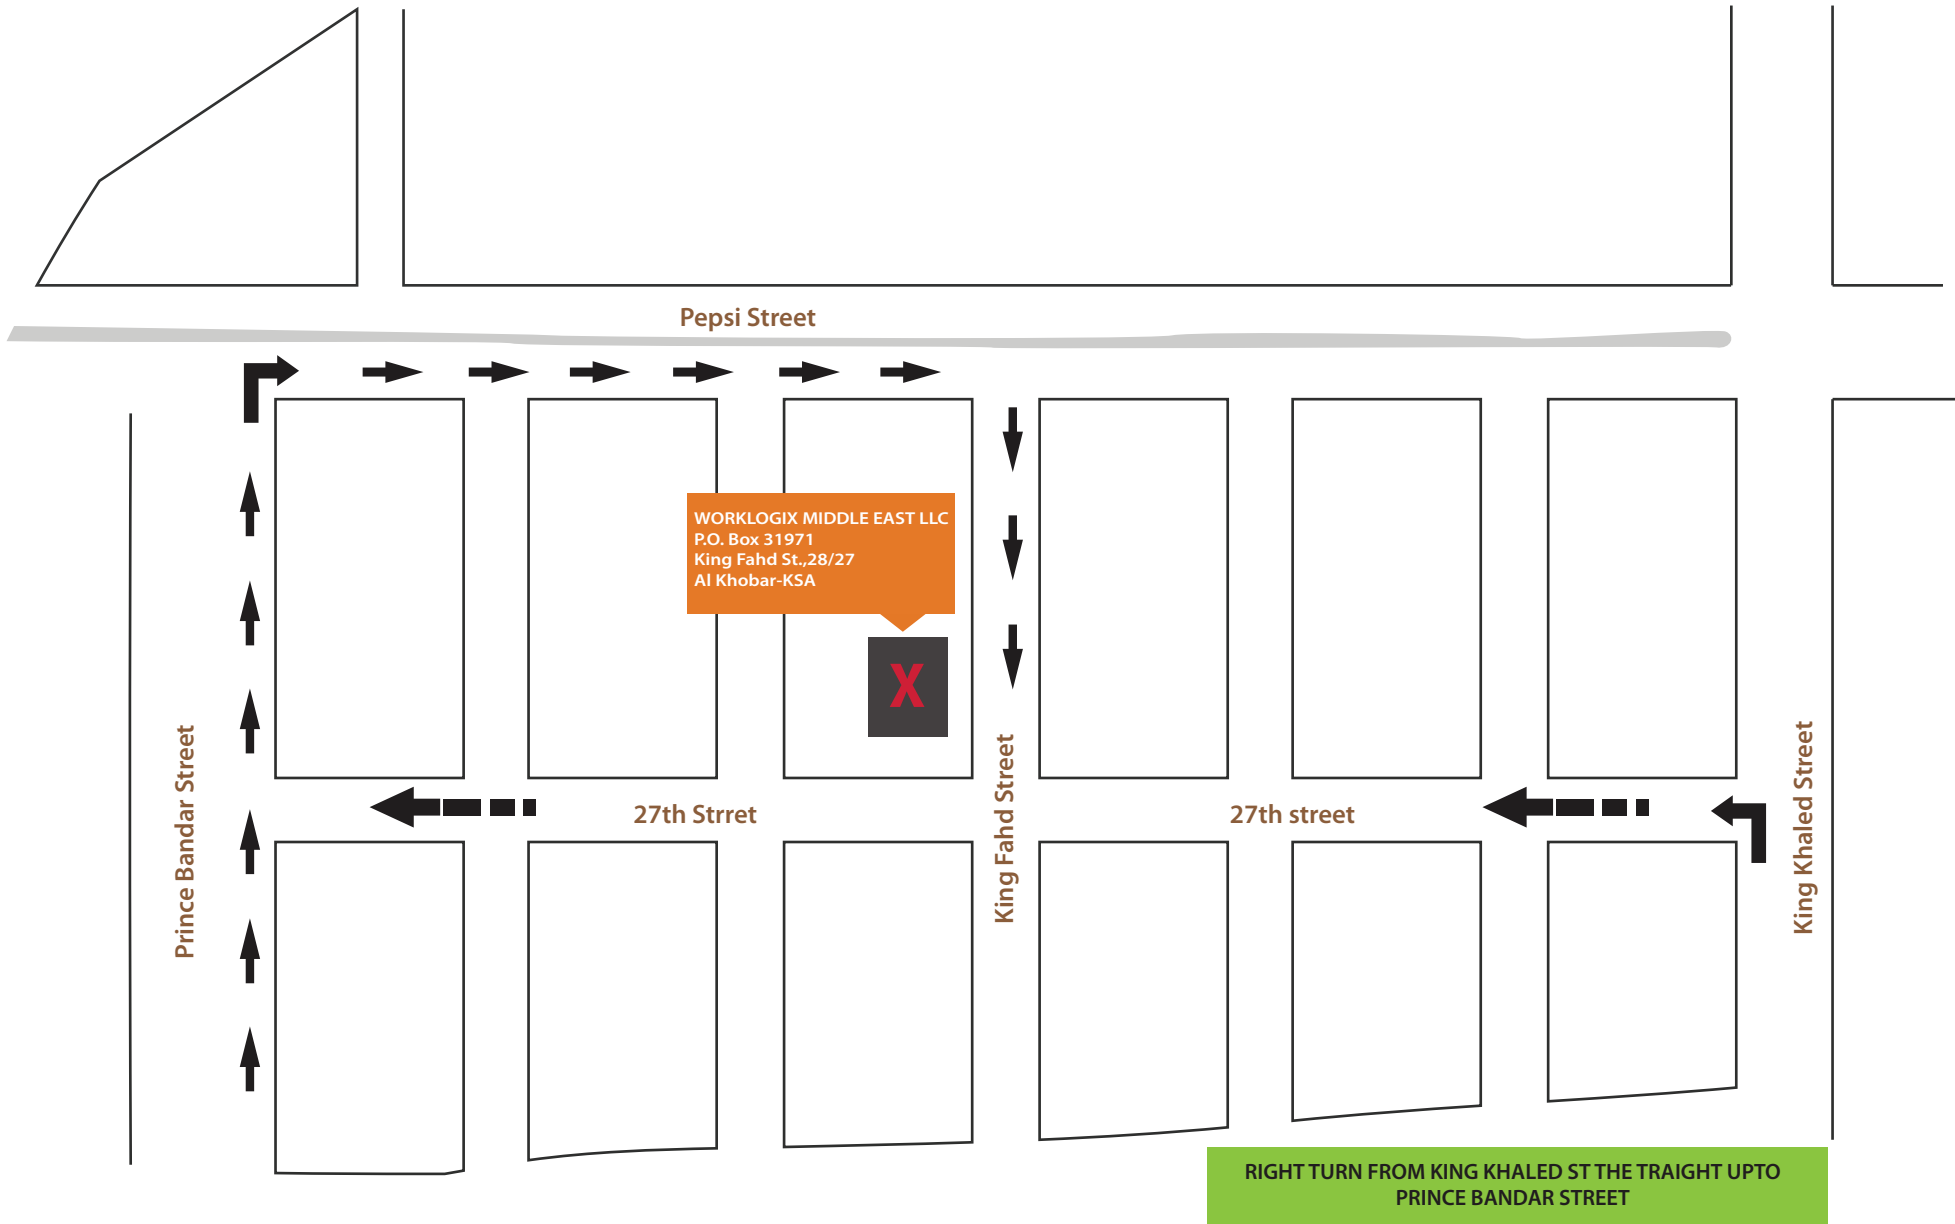 Pepsi Street
WORKLOGIX MIDDLE EAST LLC
P.O. Box 31971
King Fahd St.,28/27
Al Khobar-KSA
X
Prince Bandar Street
27th Strret
King Fahd Street
27th street
King Khaled Street
RIGHT TURN FROM KING KHALED ST THE TRAIGHT UPTO
PRINCE BANDAR STREET